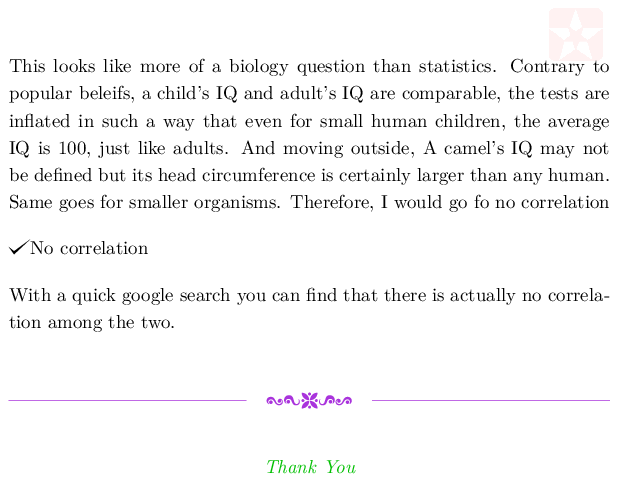 This looks like more of a biology question than statistics. Contrary to
popular beleifs, a child's IQ and adult's IQ are comparable, the tests are
inflated in such a way that even for small human children, the average
IQ is 100, just like adults. And moving outside, A camel's IQ may not
be defined but its head circumference is certainly larger than any human.
Same goes for smaller organisms. Therefore, I would go fo no correlation
✓No correlation
With a quick google search you can find that there is actually no correla-
tion among the two.
Thank You